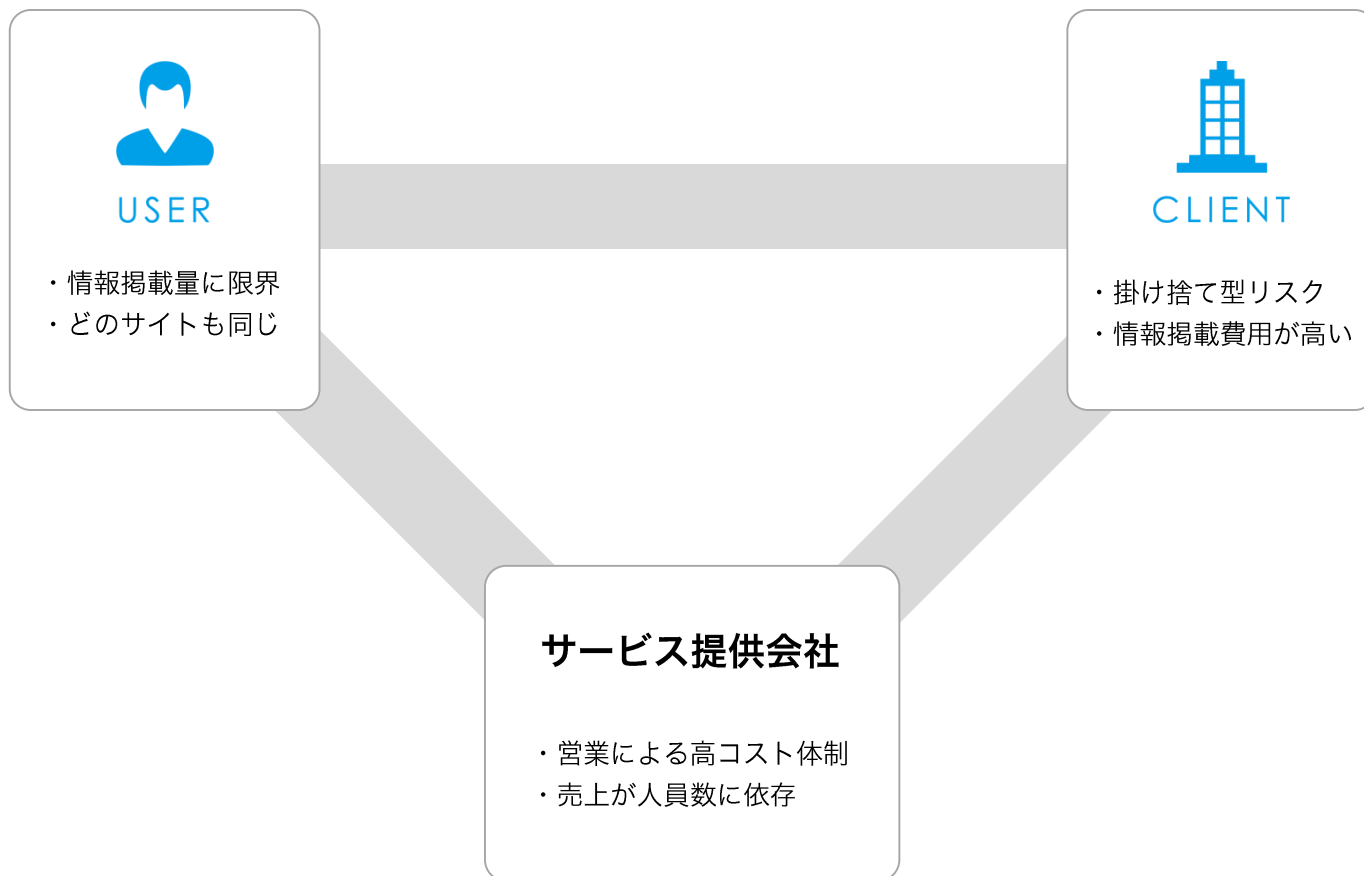 USER
・情報掲載量に限界
・どのサイトも同じ
CLIENT
・掛け捨て型リスク
・情報掲載費用が高い
サービス提供会社
・営業による高コスト体制
・売上が人員数に依存